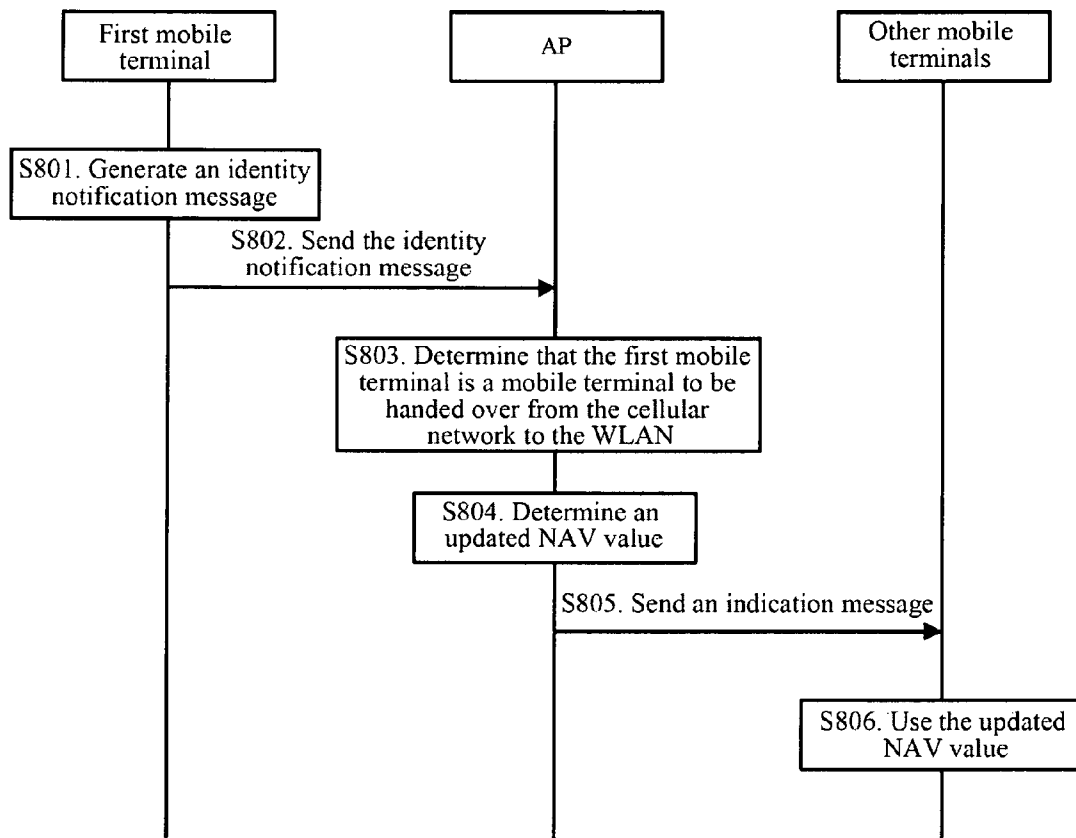 First mobile
terminal
AP
Other mobile
terminals
S801. Generate an identity
notification message
S802. Send the identity
notification message
S803. Determine that the first mobile
terminal is a mobile terminal to be
handed over from the cellular
network to the WLAN
S804. Determine an
updated NAV value
S805. Send an indication message
S806. Use the updated
NAV value